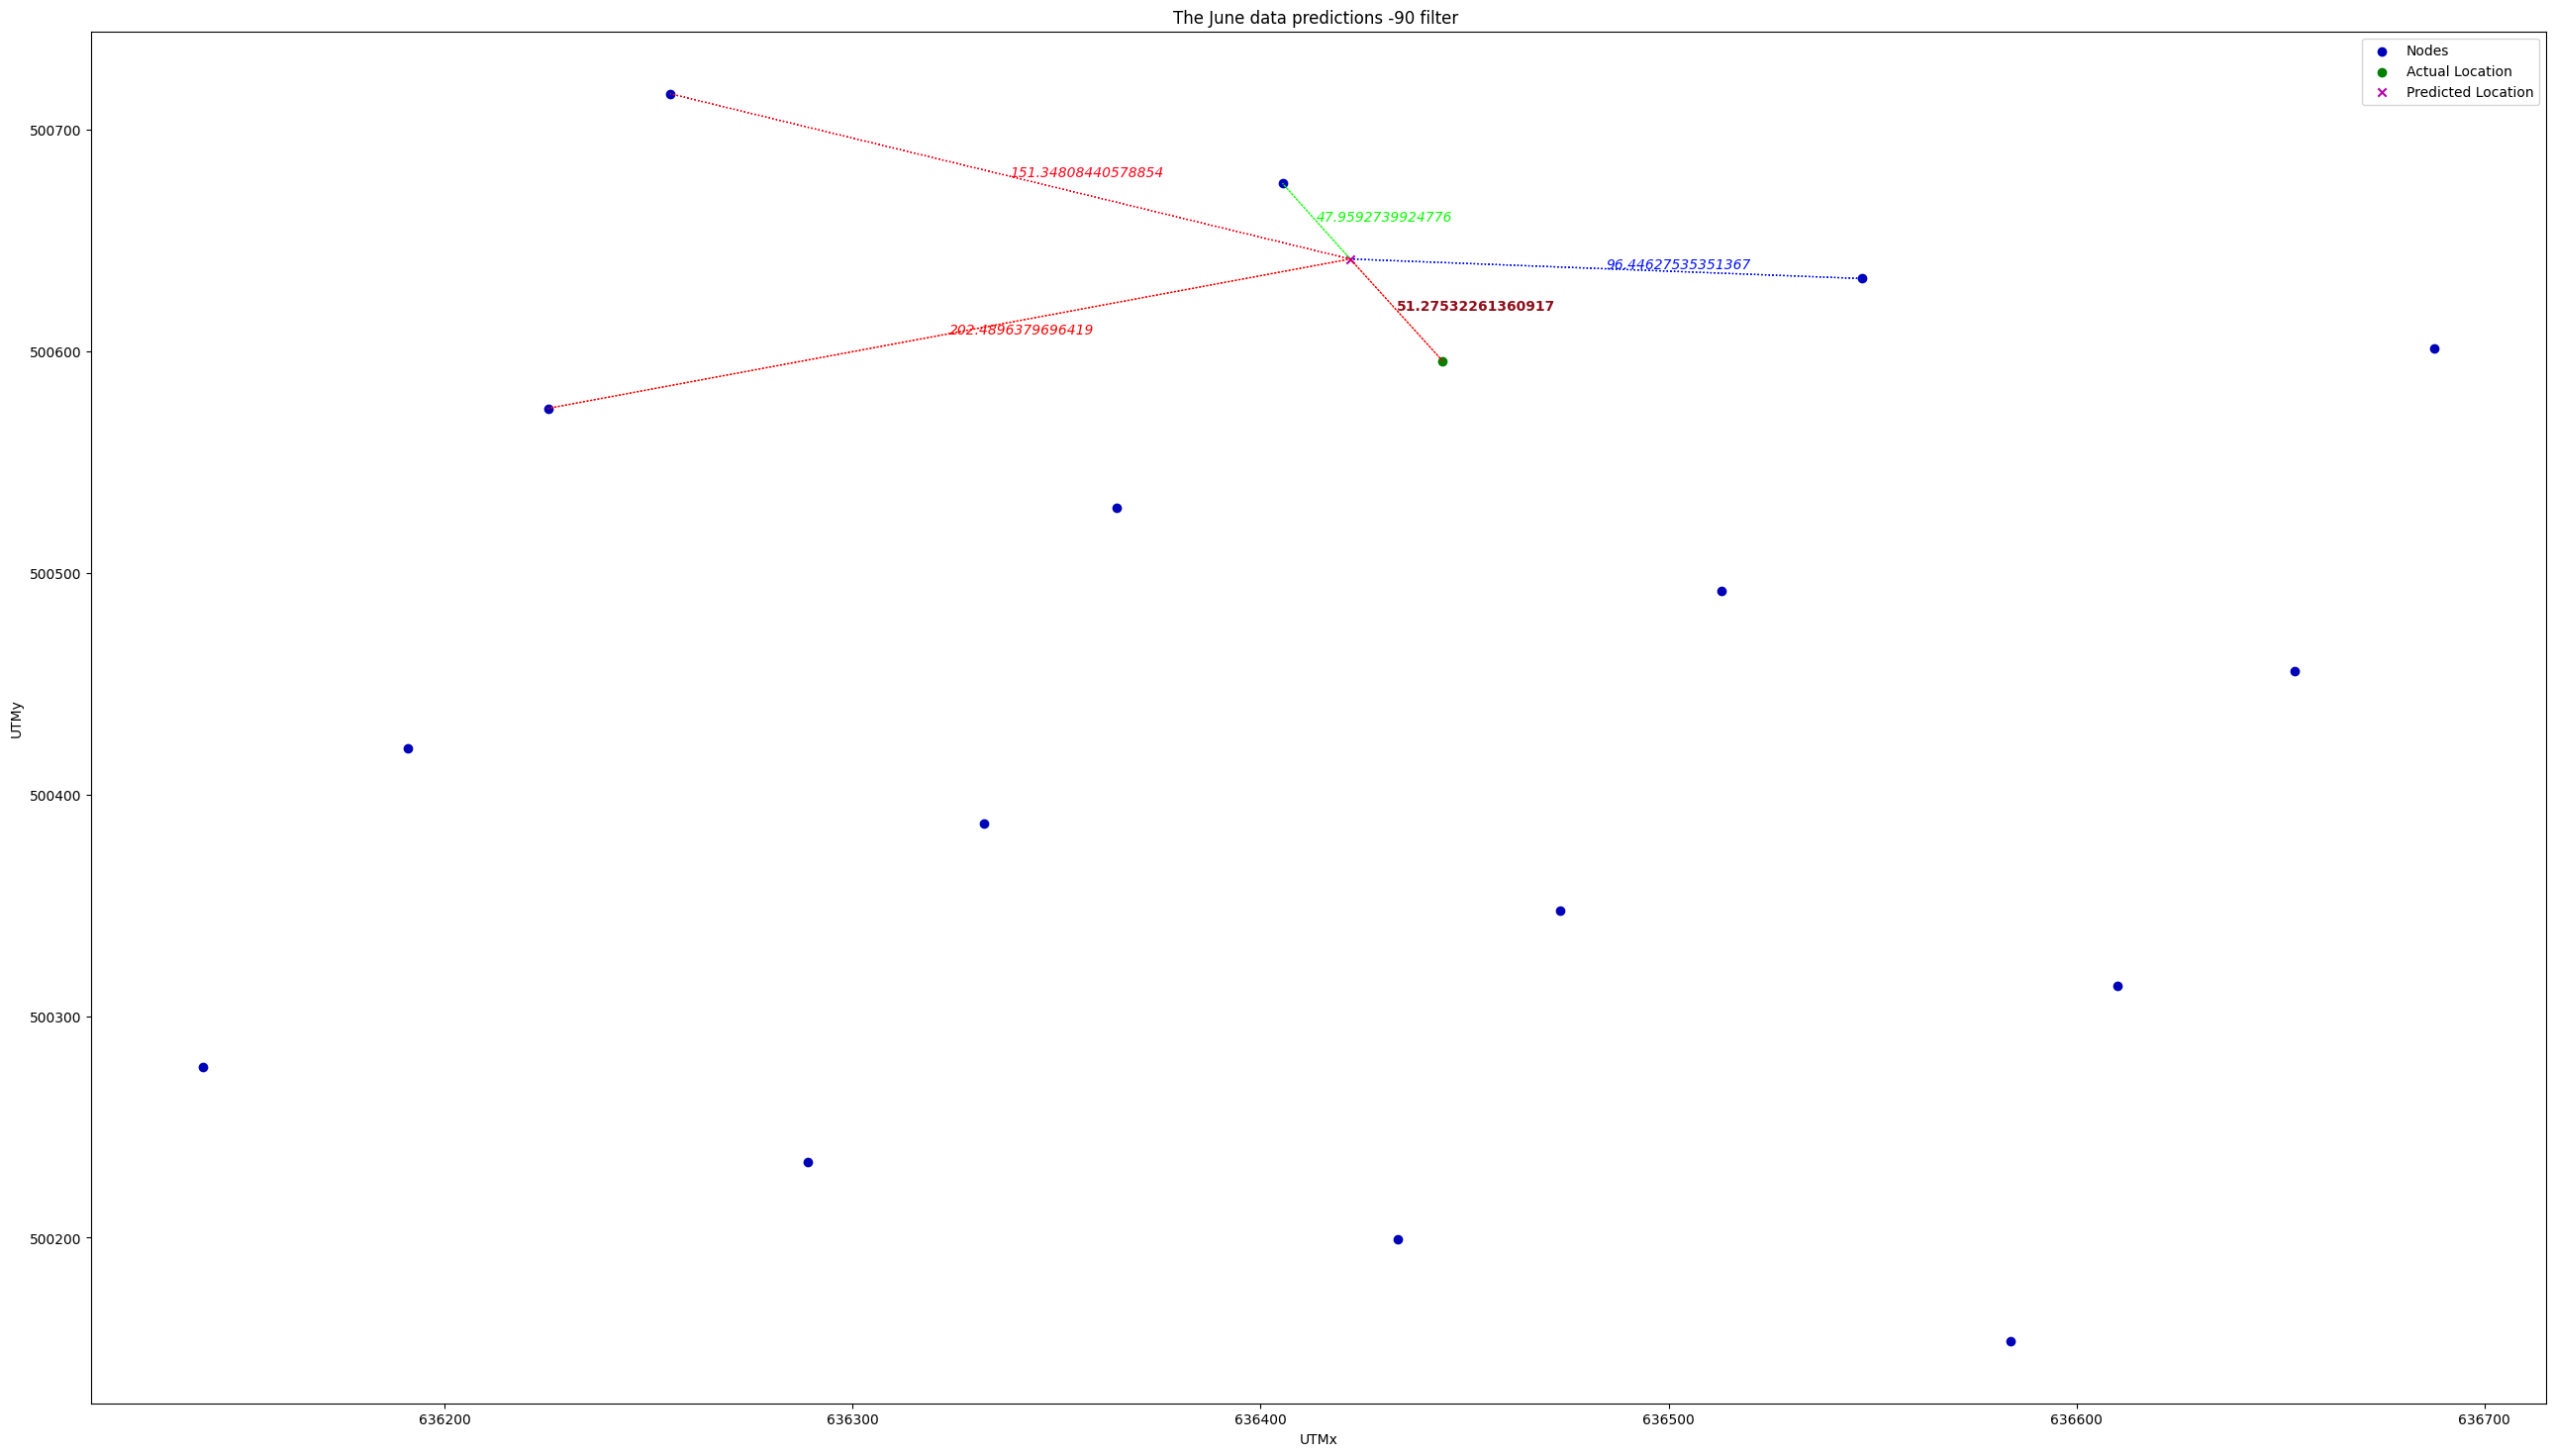 The June data predictions -90 filter
Nodes
Actual Location
Predicted Location
500700
151.34808440578854
47.9592739924776
96.44627535351367
51.27532261360917
202.4896379696419
500600
500500
UTMy
500400
500300
500200
636200
636300
636400
636500
636600
636700
UTMx